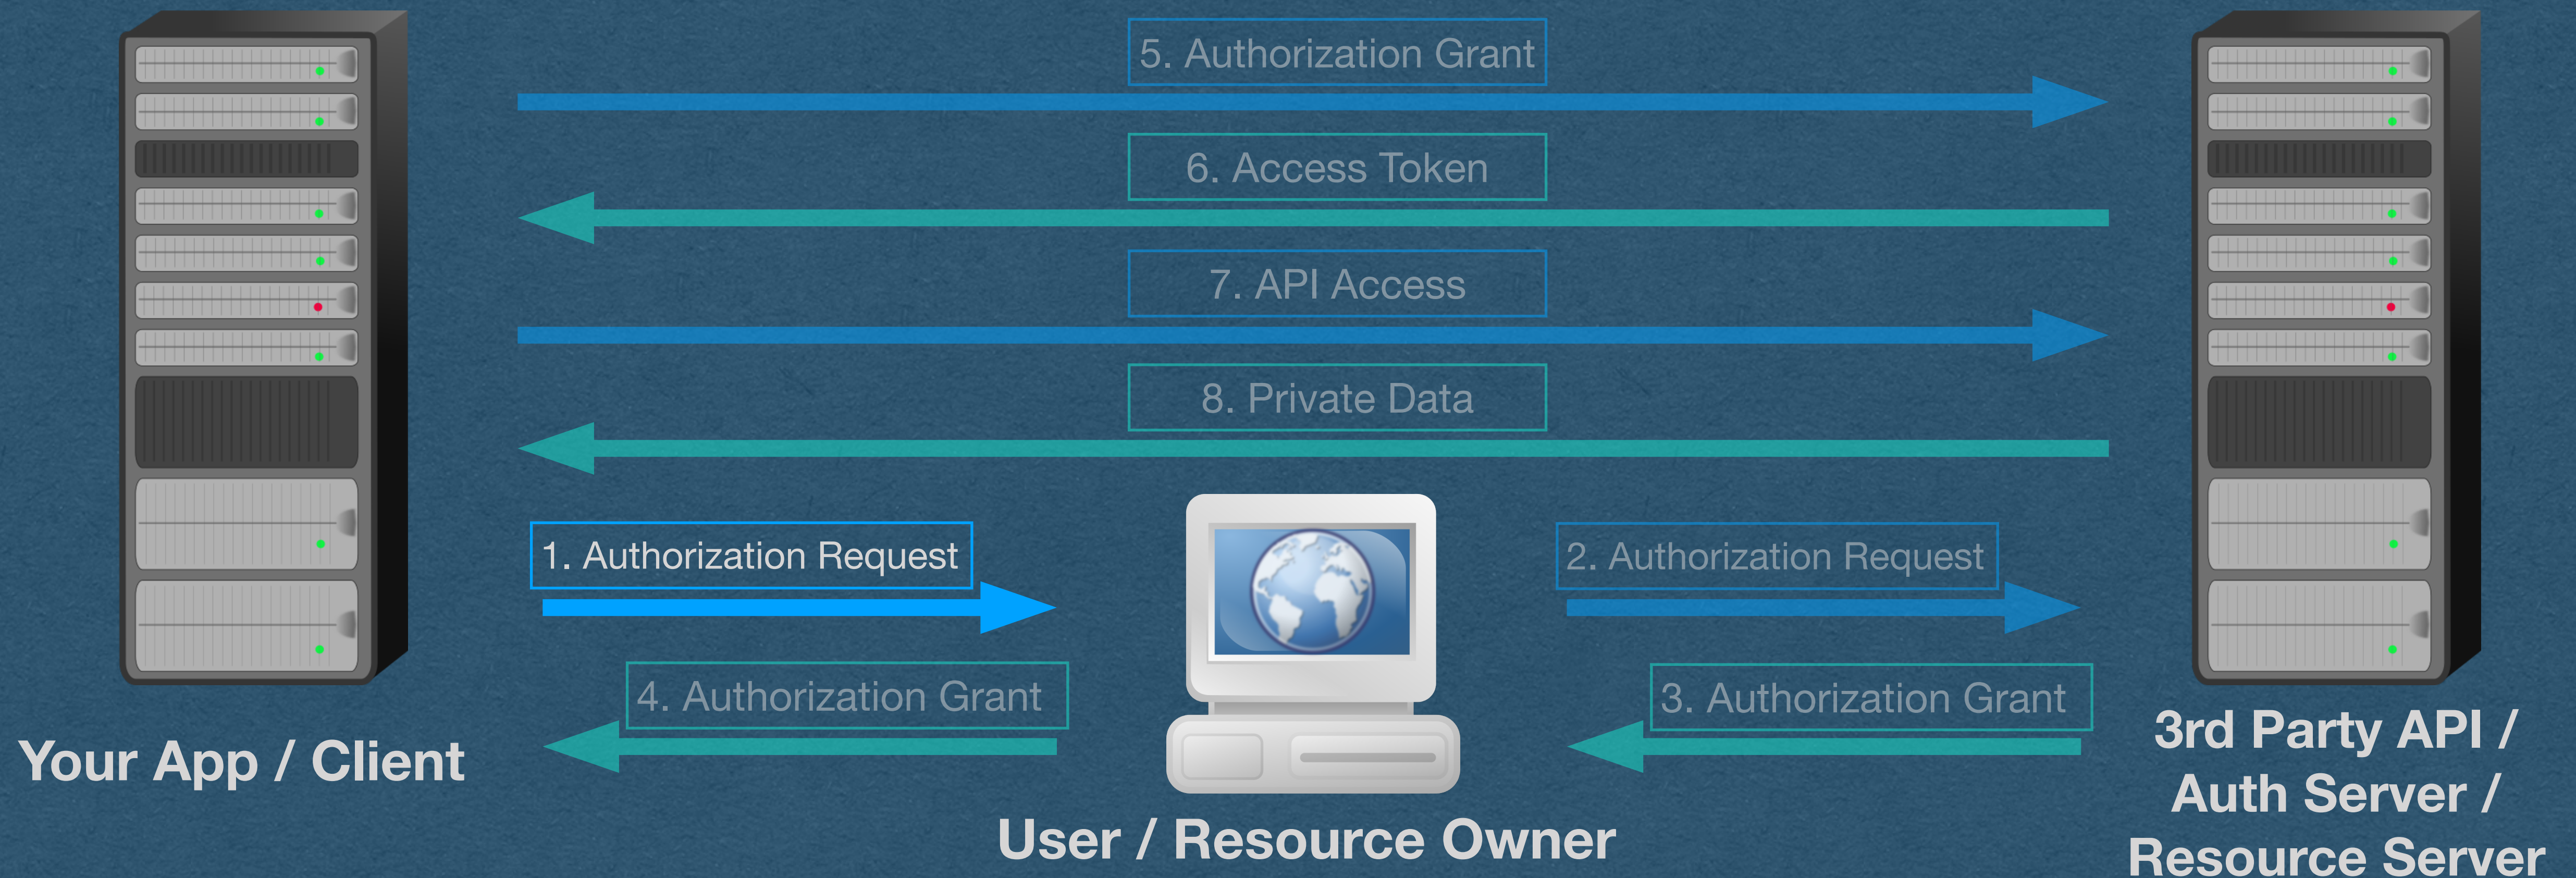 5. Authorization Grant
6. Access Token
7. API Access
8. Private Data
1. Authorization Request
2. Authorization Request
4. Authorization Grant
3. Authorization Grant
Your App / Client
User / Resource Owner
3rd Party API /
Auth Server /
Resource Server